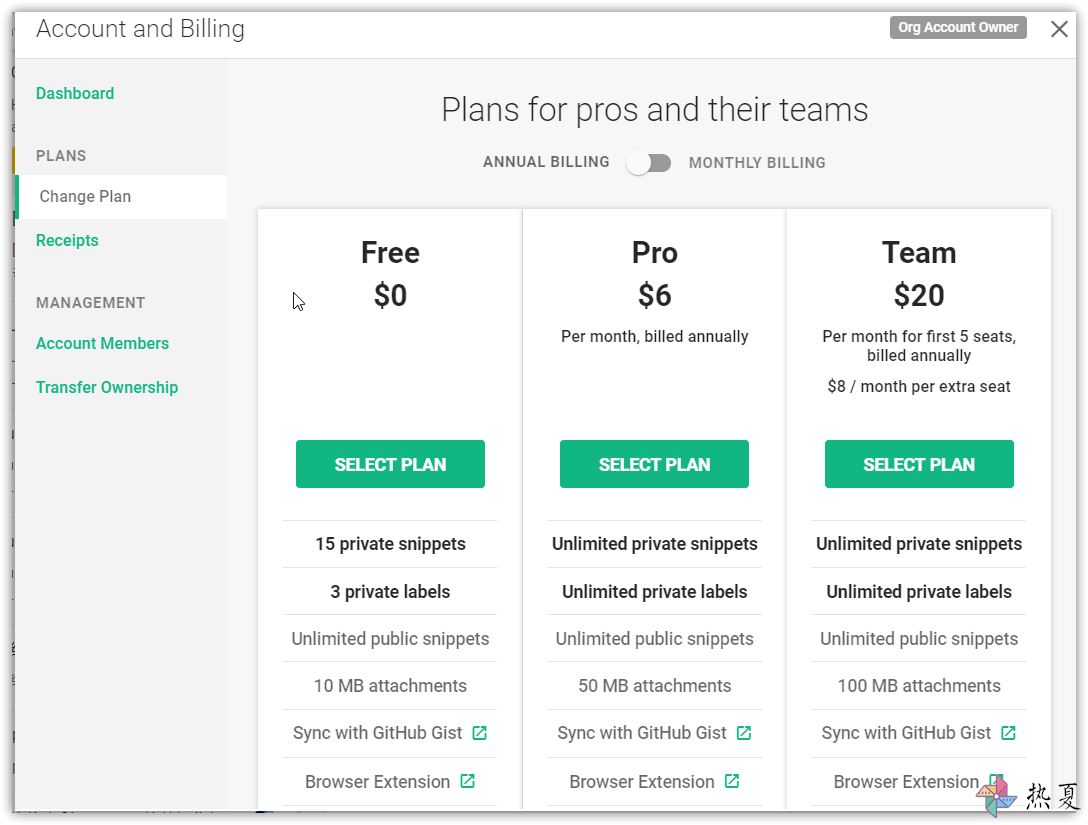 Account and Billing
Org Account Owner
Dashboard
PLANS
Change Plan
Receipts
MANAGEMENT
Account Members
Transfer Ownership
Plans for pros and their teams
ANNUAL BILLING
MONTHLY BILLING
Free
$0
SELECT PLAN
15 private snippets
3 private labels
Unlimited public snippets
10 MB attachments
Sync with GitHub Gist
Browser Extension
Pro
$6
Per month, billed annually
SELECT PLAN
Unlimited private snippets
Unlimited private labels
Unlimited public snippets
50 MB attachments
Sync with GitHub Gist
Browser Extension
Team
$20
Per month for first 5 seats,
billed annually
$8 / month per extra seat
SELECT PLAN
Unlimited private snippets
Unlimited private labels
Unlimited public snippets
100 MB attachments
Sync with GitHub Gist
Browser Extension
热夏